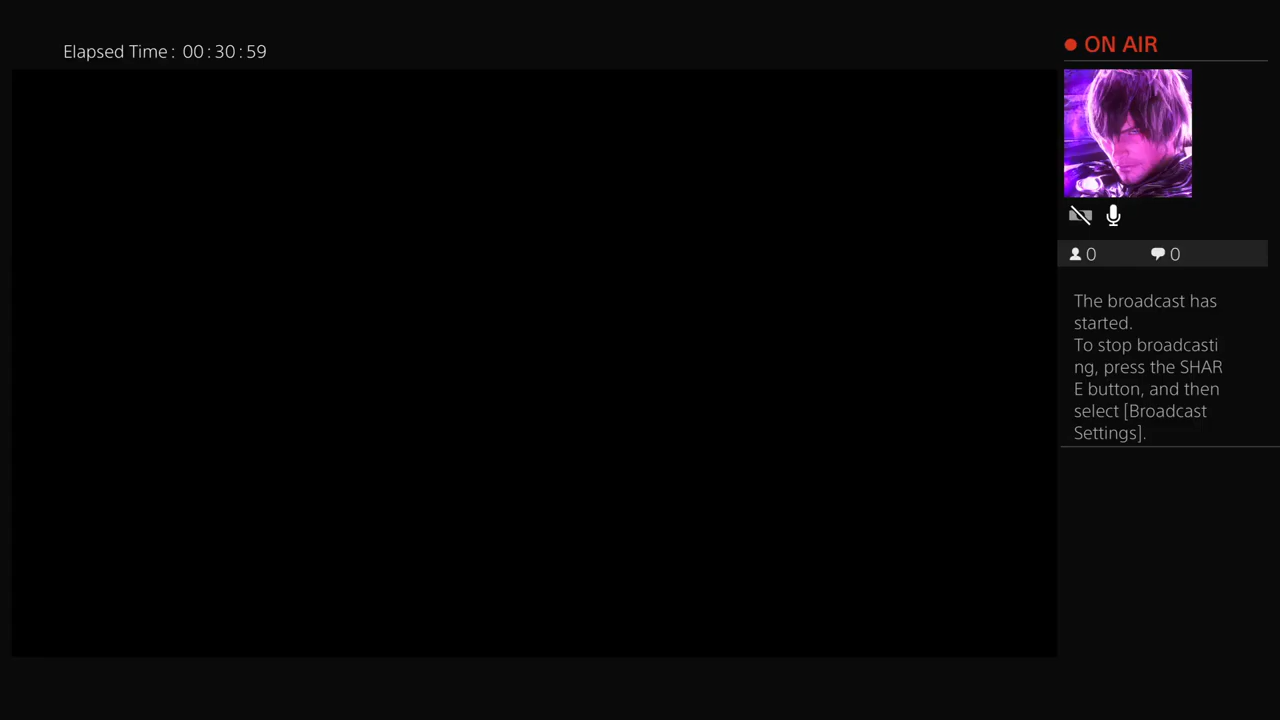 Elapsed Time: 00:30:59
ON AIR
0 0
The broadcast has
started.
To stop broadcasti
ng, press the SHAR
E button, and then
select [Broadcast
Settings].